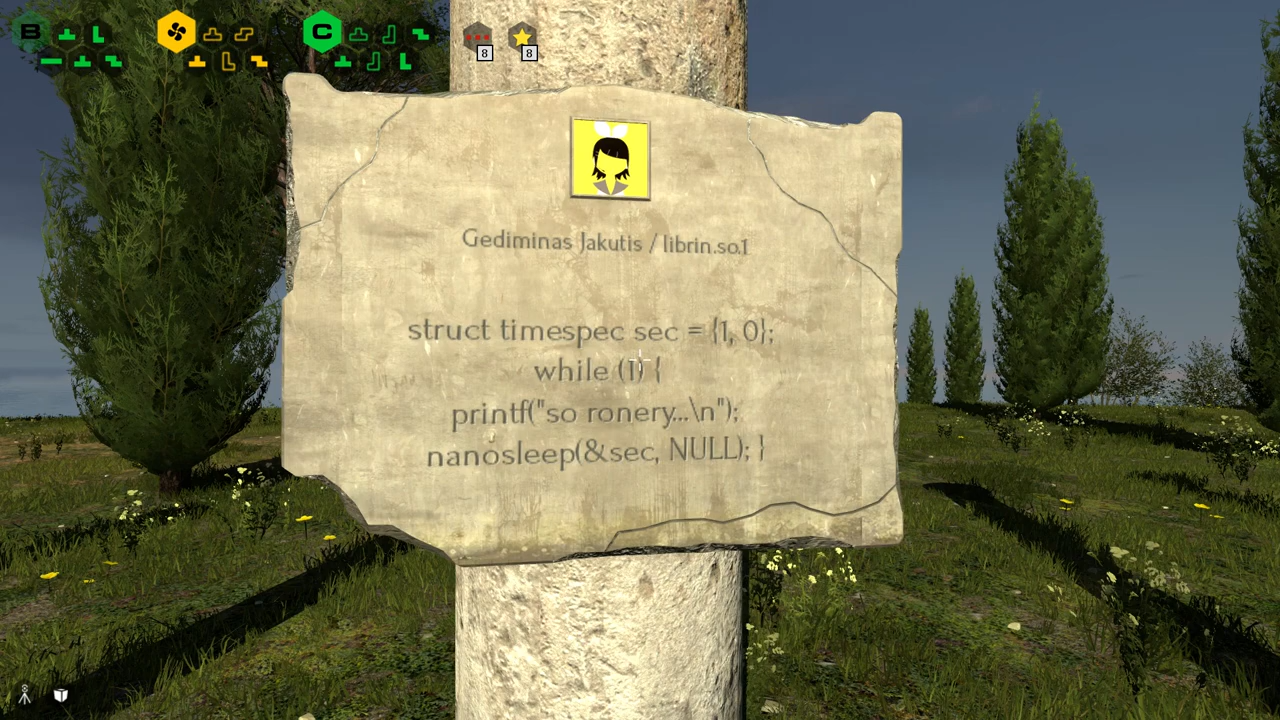 B
C
8
8
Gediminas Jakutis / librin.so.1
struct timespec sec = {1, 0};
while (1) {
printf("so ronery...\n");
nanosleep(&sec, NULL); }